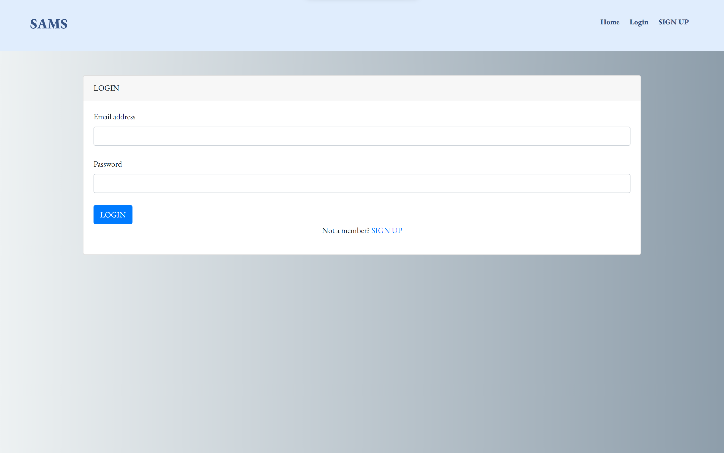 SAMS
Home Login SIGN UP
LOGIN
Email address
Password
LOGIN
Not a member? SIGN UP